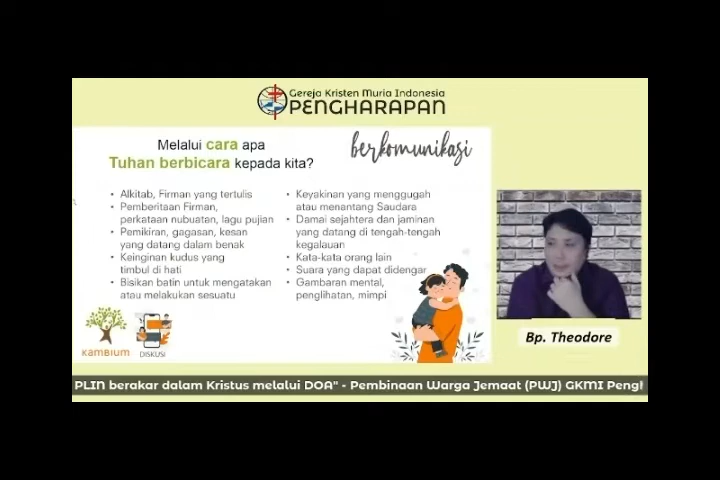 Gereja Kristen Muria Indonesia
PENGHARAPAN
Melalui cara apa
Tuhan berbicara kepada kita?
berkomunikasi
• Alkitab, Firman yang tertulis
• Pemberitaan Firman,
perkataan nubuatan, lagu pujian
• Pemikiran, gagasan, kesan
yang datang dalam benak
• Keinginan kudus yang
timbul di hati
• Bisikan batin untuk mengatakan
atau melakukan sesuatu
• Keyakinan yang menggugah
atau menantang Saudara
• Damai sejahtera dan jaminan
yang datang di tengah-tengah
kegalauan
• Kata-kata orang lain
• Suara yang dapat didengar
• Gambaran mental,
penglihatan, mimpi
KAMBIUM
DISKUSI
Bp. Theodore
PLIN berakar dalam Kristus melalui DOA" - Pembinaan Warga Jemaat (PWJ) GKMI Peng